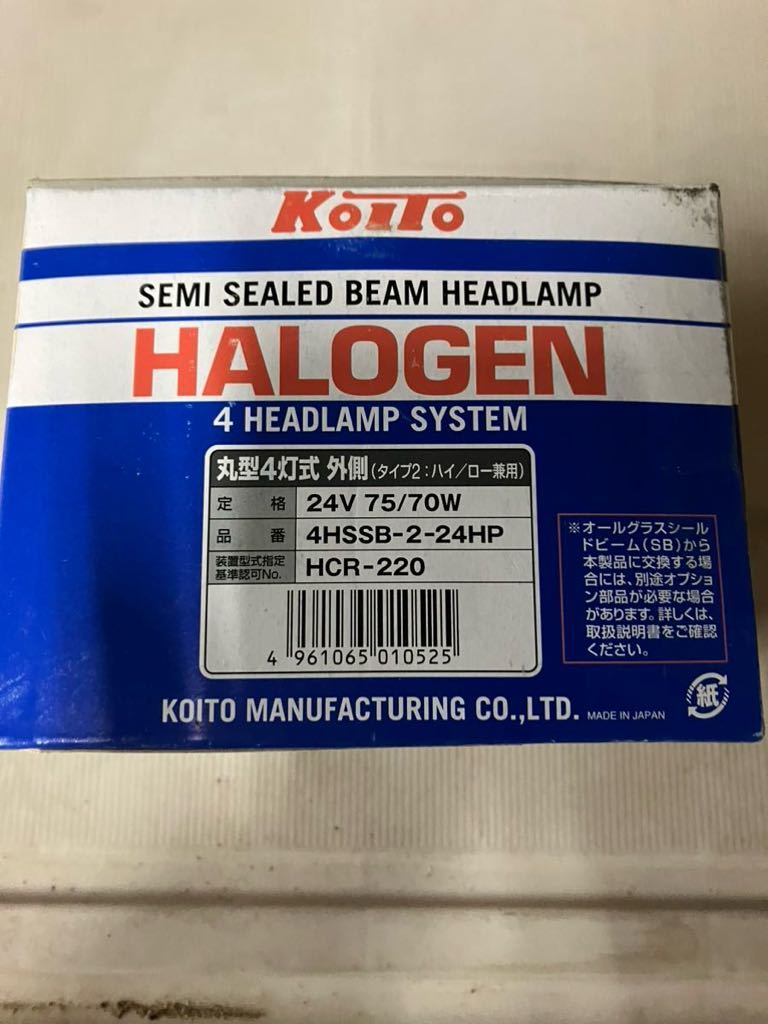 KOITO
SEMI SEALED BEAM HEADLAMP
HALOGEN
4 HEADLAMP SYSTEM
丸型4灯式 外側(タイプ2:ハイ/ロー兼用)
定 格 24V 75/70W
品 番 4HSSB-2-24HP
装置型式指定
基準認可No. HCR-220
4 961065 010525
※オールグラスシール
ドビーム(SB)から
本製品に交換する場
合には、別途オプショ
ン部品が必要な場合
があります。詳しくは、
取扱説明書をご確認
ください。
紙
KOITO MANUFACTURING CO.,LTD. MADE IN JAPAN